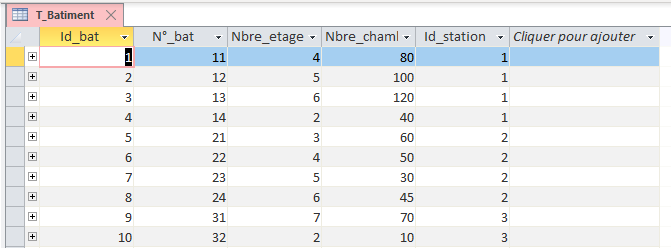 T_Batiment
Id_bat N°_bat Nbre_etage Nbre_chaml Id_station Cliquer pour ajouter
1 11 4 80 1
2 12 5 100 1
3 13 6 120 1
4 14 2 40 1
5 21 3 60 2
6 22 4 50 2
7 23 5 30 2
8 24 6 45 2
9 31 7 70 3
10 32 2 10 3